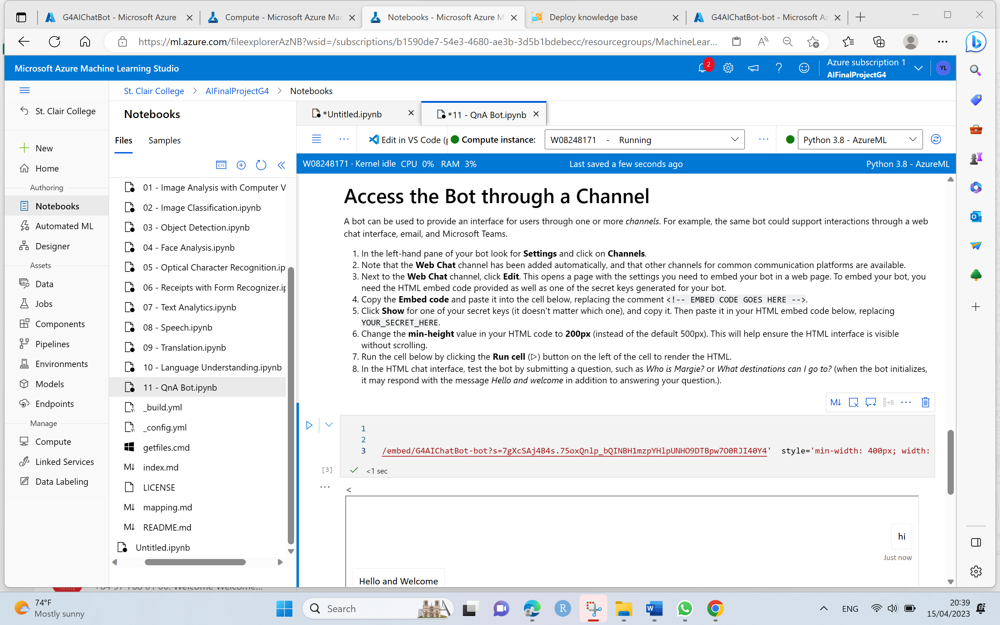 G4AIChatBot - Microsoft Azure
Compute - Microsoft Azure Mac
Notebooks - Microsoft Azure M
Deploy knowledge base
G4AIChatBot-bot - Microsoft Az
https://ml.azure.com/fileexplorerAzNB?wsid=/subscriptions/b1590de7-54e3-4680-ae3b-3d5b1bdebecc/resourcegroups/MachineLear...
Microsoft Azure Machine Learning Studio
2
Azure subscription 1
AIFinalProjectG4
YL
St. Clair College > AIFinalProjectG4 > Notebooks
St. Clair College
New
Home
Authoring
Notebooks
Automated ML
Designer
Assets
Data
Jobs
Components
Pipelines
Environments
Models
Endpoints
Manage
Compute
Linked Services
Data Labeling
Notebooks
Files
Samples
01 - Image Analysis with Computer V
02 - Image Classification.ipynb
03 - Object Detection.ipynb
04 - Face Analysis.ipynb
05 - Optical Character Recognition.ip
06 - Receipts with Form Recognizer.ip
07 - Text Analytics.ipynb
08 - Speech.ipynb
09 - Translation.ipynb
10 - Language Understanding.ipynb
11 - QnA Bot.ipynb
_build.yml
_config.yml
getfiles.cmd
M↓ index.md
LICENSE
M↓ mapping.md
M↓ README.md
Untitled.ipynb
*Untitled.ipynb
*11 - QnA Bot.ipynb
Edit in VS Code (p
Compute instance:
W08248171 - Running
Python 3.8 - AzureML
W08248171 · Kernel idle CPU 0% RAM 3%
Last saved a few seconds ago
Python 3.8 - AzureML
Access the Bot through a Channel
A bot can be used to provide an interface for users through one or more channels. For example, the same bot could support interactions through a web
chat interface, email, and Microsoft Teams.
1. In the left-hand pane of your bot look for Settings and click on Channels.
2. Note that the Web Chat channel has been added automatically, and that other channels for common communication platforms are available.
3. Next to the Web Chat channel, click Edit. This opens a page with the settings you need to embed your bot in a web page. To embed your bot, you
need the HTML embed code provided as well as one of the secret keys generated for your bot.
4. Copy the Embed code and paste it into the cell below, replacing the comment <!-- EMBED CODE GOES HERE -->.
5. Click Show for one of your secret keys (it doesn't matter which one), and copy it. Then paste it in your HTML embed code below, replacing
YOUR_SECRET_HERE.
6. Change the min-height value in your HTML code to 200px (instead of the default 500px). This will help ensure the HTML interface is visible
without scrolling.
7. Run the cell below by clicking the Run cell (▷) button on the left of the cell to render the HTML.
8. In the HTML chat interface, test the bot by submitting a question, such as Who is Margie? or What destinations can I go to? (when the bot initializes,
it may respond with the message Hello and welcome in addition to answering your question.).
M↓
1
2
3 /embed/G4AIChatBot-bot?s=7gXcSAj4B4s.75oxQnlp_bQINBH1mzpYHlpUNHO9DTBpw7O0RJI40Y4' style='min-width: 400px; width:
[3]
<1 sec
<
hi
Just now
Hello and Welcome
74°F
Mostly sunny
Search
ENG
20:39
15/04/2023